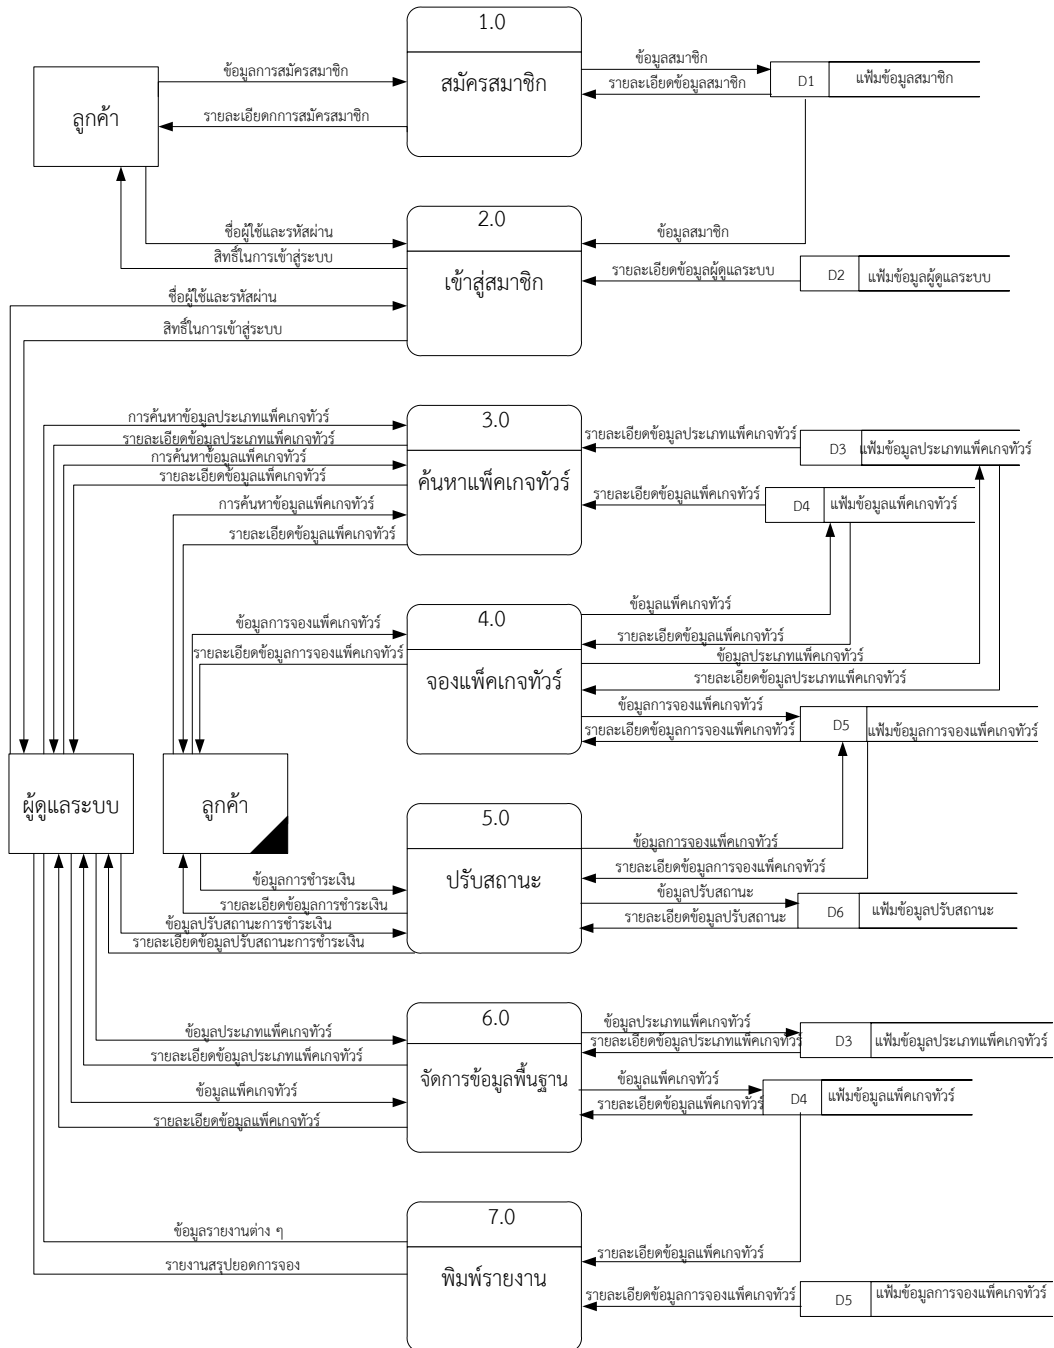 1.0
สมัครสมาชิก
ลูกค้า
ข้อมูลการสมัครสมาชิก
รายละเอียดกการสมัครสมาชิก
ข้อมูลสมาชิก
รายละเอียดข้อมูลสมาชิก
D1 แฟ้มข้อมูลสมาชิก
2.0
เข้าสู่สมาชิก
ชื่อผู้ใช้และรหัสผ่าน
สิทธิ์ในการเข้าสู่ระบบ
ชื่อผู้ใช้และรหัสผ่าน
สิทธิ์ในการเข้าสู่ระบบ
ข้อมูลสมาชิก
รายละเอียดข้อมูลผู้ดูแลระบบ
D2 แฟ้มข้อมูลผู้ดูแลระบบ
3.0
ค้นหาแพ็คเกจทัวร์
การค้นหาข้อมูลประเภทแพ็คเกจทัวร์
รายละเอียดข้อมูลประเภทแพ็คเกจทัวร์
การค้นหาข้อมูลแพ็คเกจทัวร์
รายละเอียดข้อมูลแพ็คเกจทัวร์
การค้นหาข้อมูลแพ็คเกจทัวร์
รายละเอียดข้อมูลแพ็คเกจทัวร์
รายละเอียดข้อมูลประเภทแพ็คเกจทัวร์
D3 แฟ้มข้อมูลประเภทแพ็คเกจทัวร์
รายละเอียดข้อมูลแพ็คเกจทัวร์
D4 แฟ้มข้อมูลแพ็คเกจทัวร์
4.0
จองแพ็คเกจทัวร์
ข้อมูลการจองแพ็คเกจทัวร์
รายละเอียดข้อมูลการจองแพ็คเกจทัวร์
ข้อมูลแพ็คเกจทัวร์
รายละเอียดข้อมูลแพ็คเกจทัวร์
ข้อมูลประเภทแพ็คเกจทัวร์
รายละเอียดข้อมูลประเภทแพ็คเกจทัวร์
ข้อมูลการจองแพ็คเกจทัวร์
รายละเอียดข้อมูลการจองแพ็คเกจทัวร์
D5 แฟ้มข้อมูลการจองแพ็คเกจทัวร์
ผู้ดูแลระบบ
ลูกค้า
5.0
ปรับสถานะ
ข้อมูลการชำระเงิน
รายละเอียดข้อมูลการชำระเงิน
ข้อมูลปรับสถานะการชำระเงิน
รายละเอียดข้อมูลปรับสถานะการชำระเงิน
ข้อมูลการจองแพ็คเกจทัวร์
รายละเอียดข้อมูลการจองแพ็คเกจทัวร์
ข้อมูลปรับสถานะ
รายละเอียดข้อมูลปรับสถานะ
D6 แฟ้มข้อมูลปรับสถานะ
6.0
จัดการข้อมูลพื้นฐาน
ข้อมูลประเภทแพ็คเกจทัวร์
รายละเอียดข้อมูลประเภทแพ็คเกจทัวร์
ข้อมูลแพ็คเกจทัวร์
รายละเอียดข้อมูลแพ็คเกจทัวร์
ข้อมูลประเภทแพ็คเกจทัวร์
รายละเอียดข้อมูลประเภทแพ็คเกจทัวร์
D3 แฟ้มข้อมูลประเภทแพ็คเกจทัวร์
ข้อมูลแพ็คเกจทัวร์
รายละเอียดข้อมูลแพ็คเกจทัวร์
D4 แฟ้มข้อมูลแพ็คเกจทัวร์
7.0
พิมพ์รายงาน
ข้อมูลรายงานต่าง ๆ
รายงานสรุปยอดการจอง
รายละเอียดข้อมูลแพ็คเกจทัวร์
รายละเอียดข้อมูลการจองแพ็คเกจทัวร์
D5 แฟ้มข้อมูลการจองแพ็คเกจทัวร์